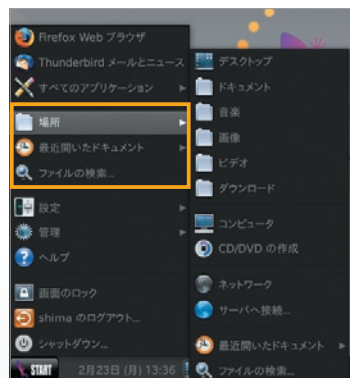 Firefox Web ブラウザ
Thunderbird メールとニュース
すべてのアプリケーション
場所
最近開いたドキュメント
ファイルの検索...
設定
管理
ヘルプ
画面のロック
shima のログアウト...
シャットダウン...
START
2月23日 (月) 13:36
デスクトップ
ドキュメント
音楽
画像
ビデオ
ダウンロード
コンピュータ
CD/DVD の作成
ネットワーク
サーバへ接続...
最近開いたドキュメント
ファイルの検索...